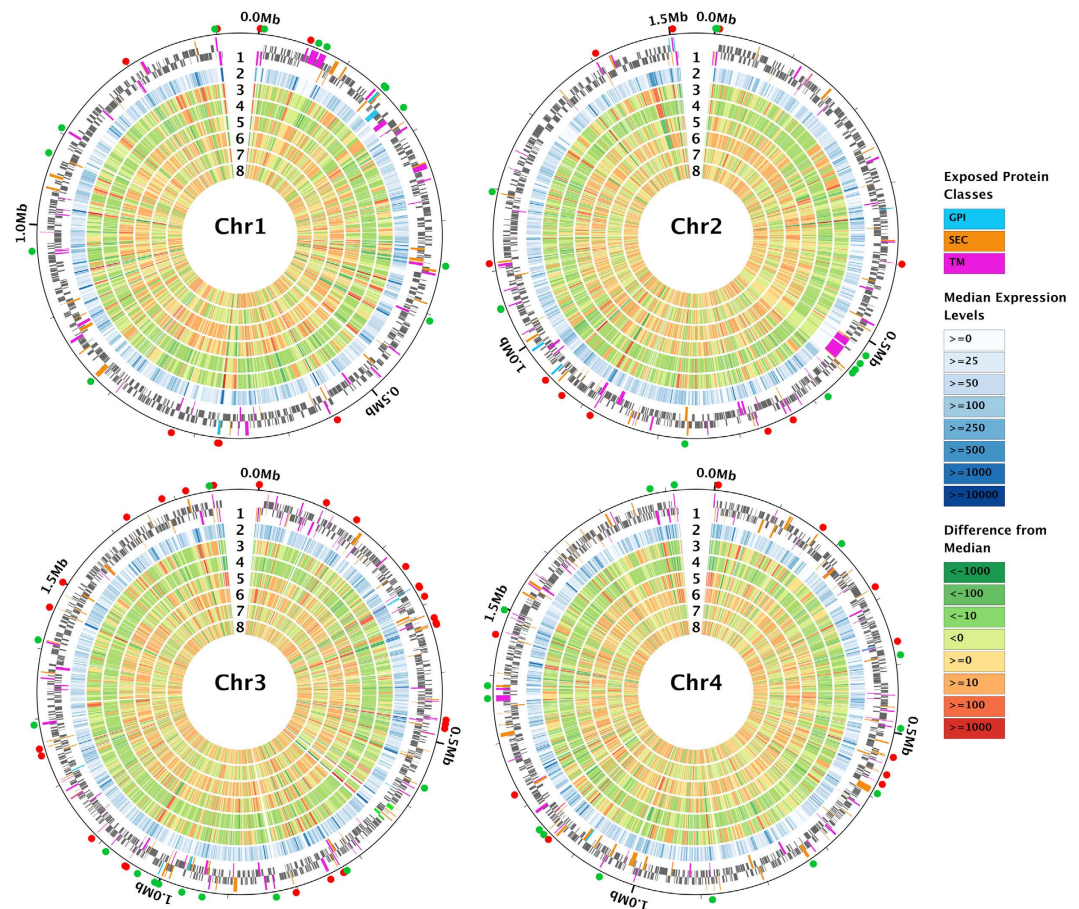 0.0Mb
1
2
3
4
5
6
7
8
Chr1
0.5Mb
1.0Mb
0.0Mb
1.5Mb
1
2
3
4
5
6
7
8
Chr2
0.5Mb
1.0Mb
Exposed Protein
Classes
GPI
SEC
TM
Median Expression
Levels
>=0
>=25
>=50
>=100
>=250
>=500
>=1000
>=10000
Difference from
Median
<-1000
<-100
<-10
<0
>=0
>=10
>=100
>=1000
0.0Mb
1
2
3
4
5
6
7
8
Chr3
0.5Mb
1.0Mb
1.5Mb
0.0Mb
1
2
3
4
5
6
7
8
Chr4
0.5Mb
1.0Mb
1.5Mb